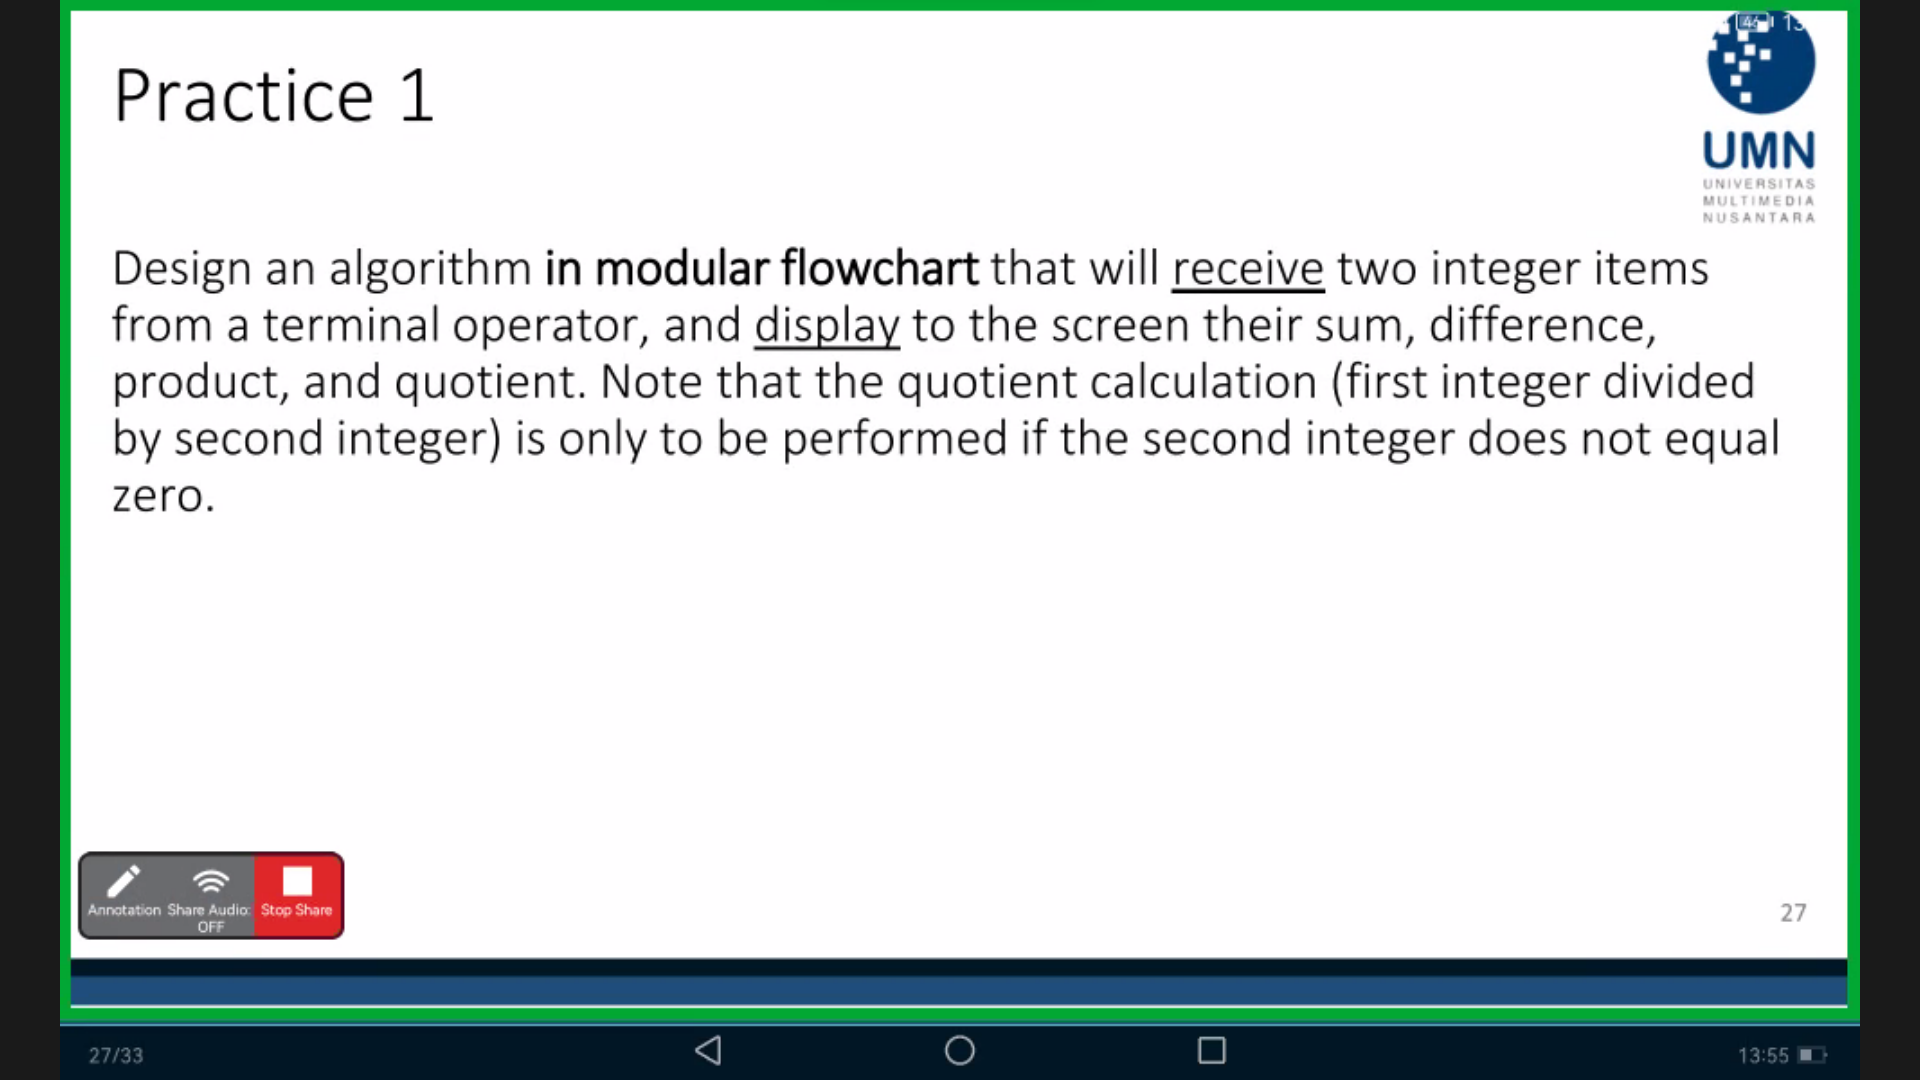 46
Practice 1
UMN
UNIVERSITAS
MULTIMEDIA
NUSANTARA
Design an algorithm in modular flowchart that will receive two integer items
from a terminal operator, and display to the screen their sum, difference,
product, and quotient. Note that the quotient calculation (first integer divided
by second integer) is only to be performed if the second integer does not equal
zero.
Annotation Share Audio: Stop Share
OFF
27
27/33
13:55